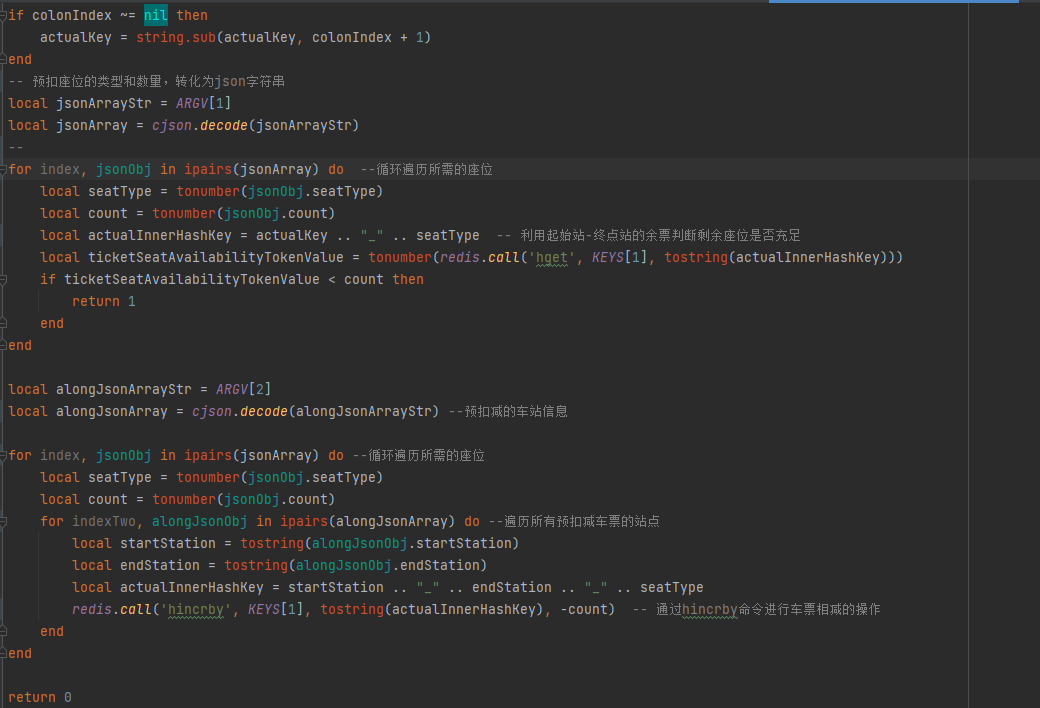 if colonIndex ~= nil then
    actualKey = string.sub(actualKey, colonIndex + 1)
end
-- 预扣座位的类型和数量，转化为json字符串
local jsonArrayStr = ARGV[1]
local jsonArray = cjson.decode(jsonArrayStr)
--
for index, jsonObj in ipairs(jsonArray) do  --循环遍历所需的座位
    local seatType = tonumber(jsonObj.seatType)
    local count = tonumber(jsonObj.count)
    local actualInnerHashKey = actualKey .. "_" .. seatType  -- 利用起始站-终点站的余票判断剩余座位是否充足
    local ticketSeatAvailabilityTokenValue = tonumber(redis.call('hget', KEYS[1], tostring(actualInnerHashKey)))
    if ticketSeatAvailabilityTokenValue < count then
        return 1
    end
end

local alongJsonArrayStr = ARGV[2]
local alongJsonArray = cjson.decode(alongJsonArrayStr) --预扣减的车站信息

for index, jsonObj in ipairs(jsonArray) do --循环遍历所需的座位
    local seatType = tonumber(jsonObj.seatType)
    local count = tonumber(jsonObj.count)
    for indexTwo, alongJsonObj in ipairs(alongJsonArray) do --遍历所有预扣减车票的站点
        local startStation = tostring(alongJsonObj.startStation)
        local endStation = tostring(alongJsonObj.endStation)
        local actualInnerHashKey = startStation .. "_" .. endStation .. "_" .. seatType
        redis.call('hincrby', KEYS[1], tostring(actualInnerHashKey), -count)  -- 通过hincrby命令进行车票相减的操作
    end
end

return 0